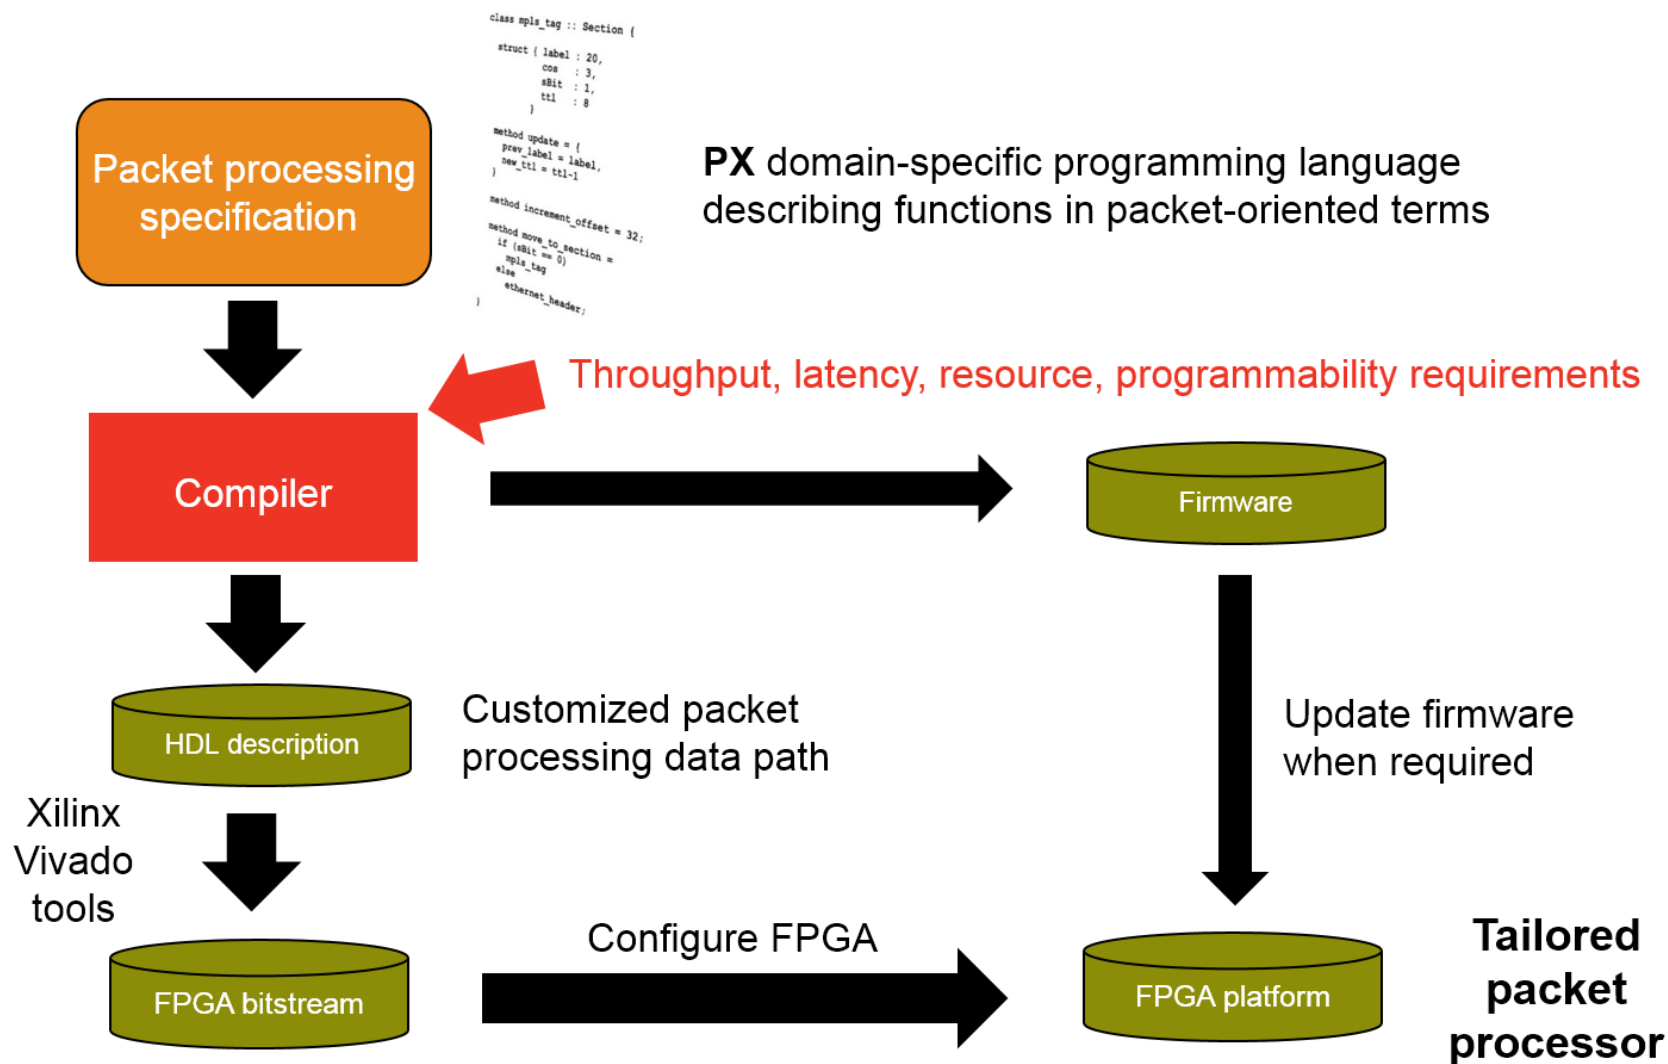 class mpls_tag :: Section {
struct { label : 20,
cos : 3,
sBit : 1,
ttl : 8
}
method update = {
prev_label = label,
new_ttl = ttl-1
}
method increment_offset = 32;
method move_to_section =
if (sBit == 0)
mpls_tag
else
ethernet_header;
}
Packet processing
specification
PX domain-specific programming language
describing functions in packet-oriented terms
Throughput, latency, resource, programmability requirements
Compiler
Firmware
HDL description
Customized packet
processing data path
Update firmware
when required
Xilinx
Vivado
tools
Configure FPGA
FPGA bitstream
FPGA platform
Tailored
packet
processor